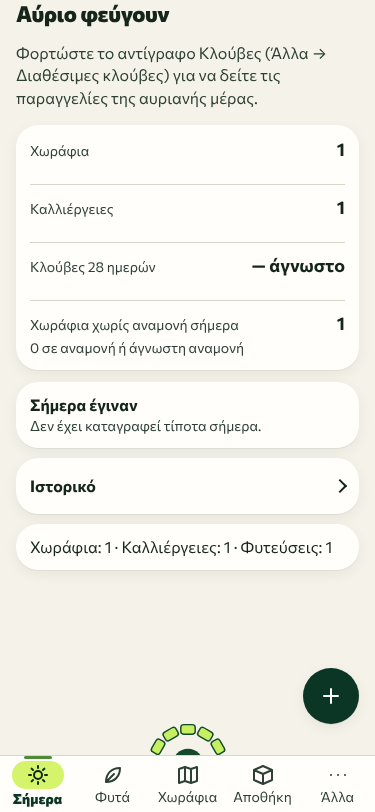 Αύριο φεύγουν
Φορτώστε το αντίγραφο Κλούβες (Άλλα →
Διαθέσιμες κλούβες) για να δείτε τις
παραγγελίες της αυριανής μέρας.
Χωράφια 1
Καλλιέργειες 1
Κλούβες 28 ημερών — άγνωστο
Χωράφια χωρίς αναμονή σήμερα 1
0 σε αναμονή ή άγνωστη αναμονή
Σήμερα έγιναν
Δεν έχει καταγραφεί τίποτα σήμερα.
Ιστορικό
Χωράφια: 1 · Καλλιέργειες: 1 · Φυτεύσεις: 1
Σήμερα Φυτά Χωράφια Αποθήκη Άλλα